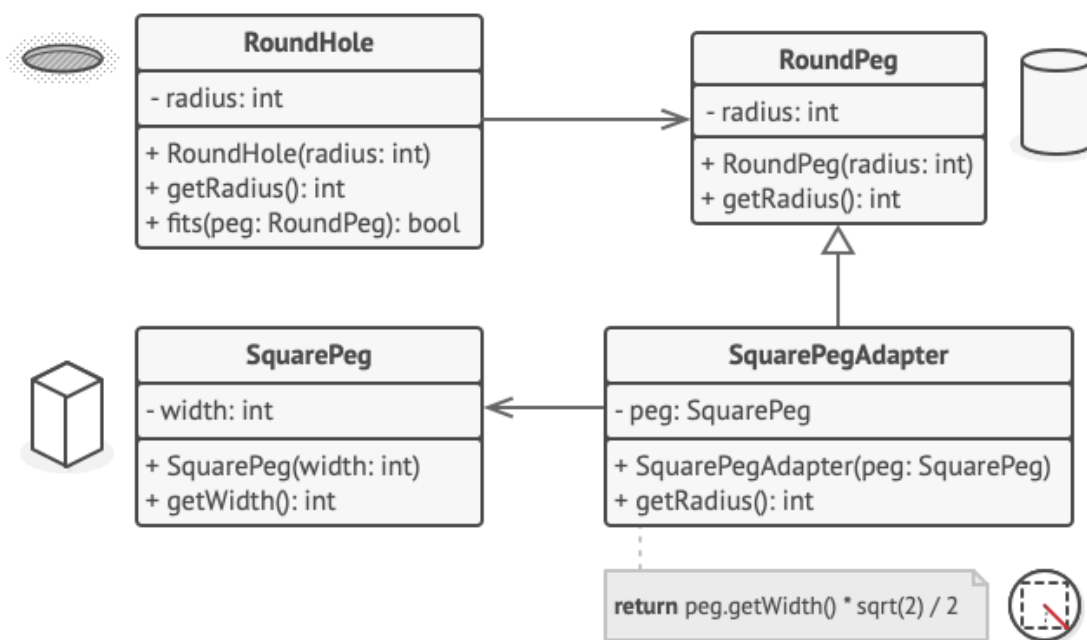 RoundHole
- radius: int
+ RoundHole(radius: int)
+ getRadius(): int
+ fits(peg: RoundPeg): bool
RoundPeg
- radius: int
+ RoundPeg(radius: int)
+ getRadius(): int
SquarePeg
- width: int
+ SquarePeg(width: int)
+ getWidth(): int
SquarePegAdapter
- peg: SquarePeg
+ SquarePegAdapter(peg: SquarePeg)
+ getRadius(): int
return peg.getWidth() * sqrt(2) / 2